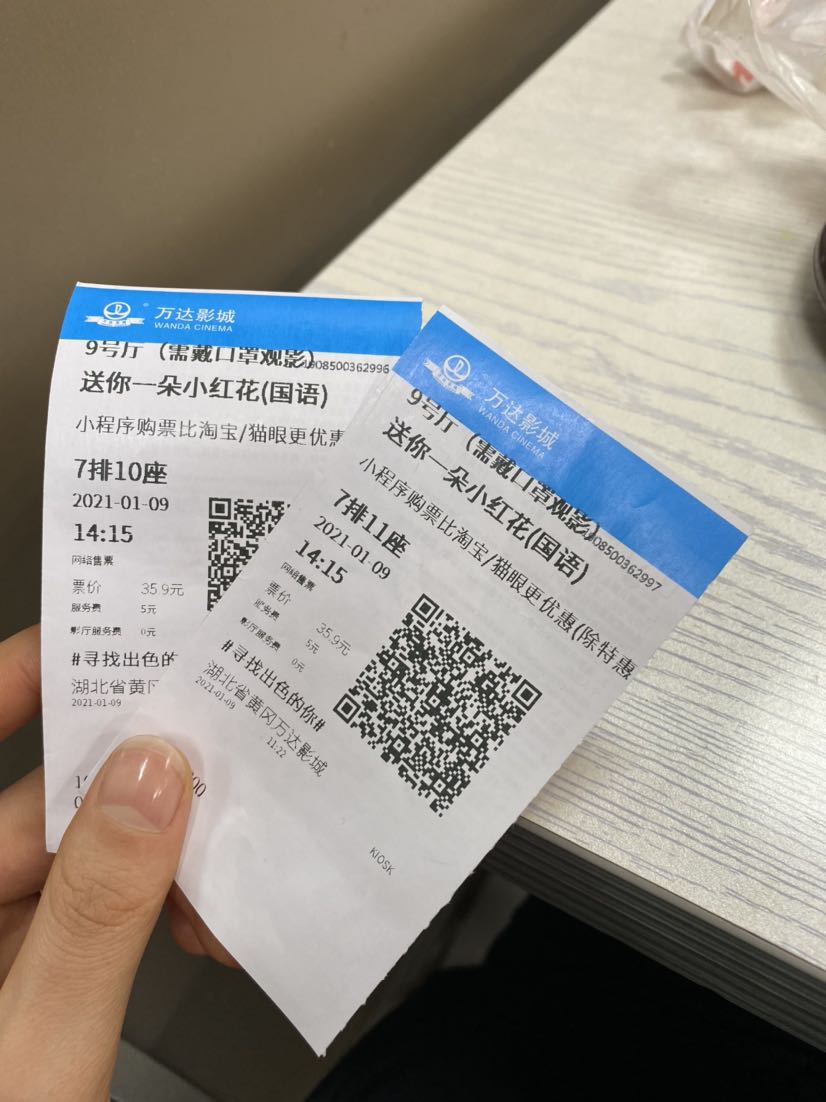 万达影城
WANDA CINEMA
9号厅（需戴口罩观影）
1908500362996
送你一朵小红花(国语)
小程序购票比淘宝/猫眼更优惠
7排10座
2021-01-09
14:15
网络售票
票价 35.9元
服务费 5元
影厅服务费 0元
#寻找出色的
湖北省黄冈
2021-01-09
万达影城
WANDA CINEMA
9号厅（需戴口罩观影）
1908500362997
送你一朵小红花(国语)
小程序购票比淘宝/猫眼更优惠(除特惠
7排11座
2021-01-09
14:15
网络售票
票价 35.9元
服务费 5元
影厅服务费 0元
#寻找出色的你#
湖北省黄冈万达影城
2021-01-09 11:22
KIOSK